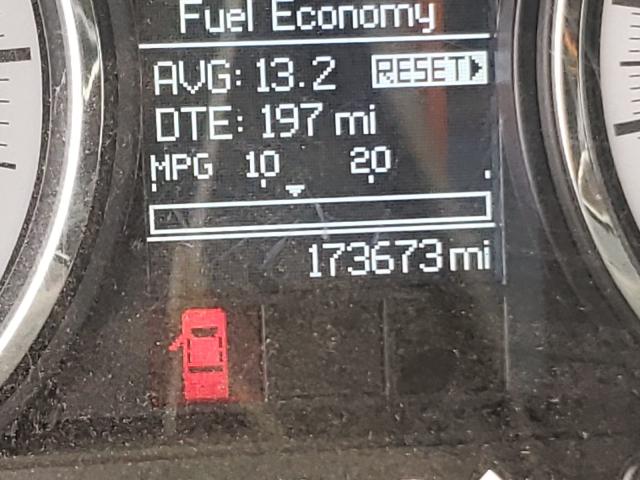 Fuel Economy
AVG: 13.2 RESET
DTE: 197 mi
MPG 10 20
173673 mi